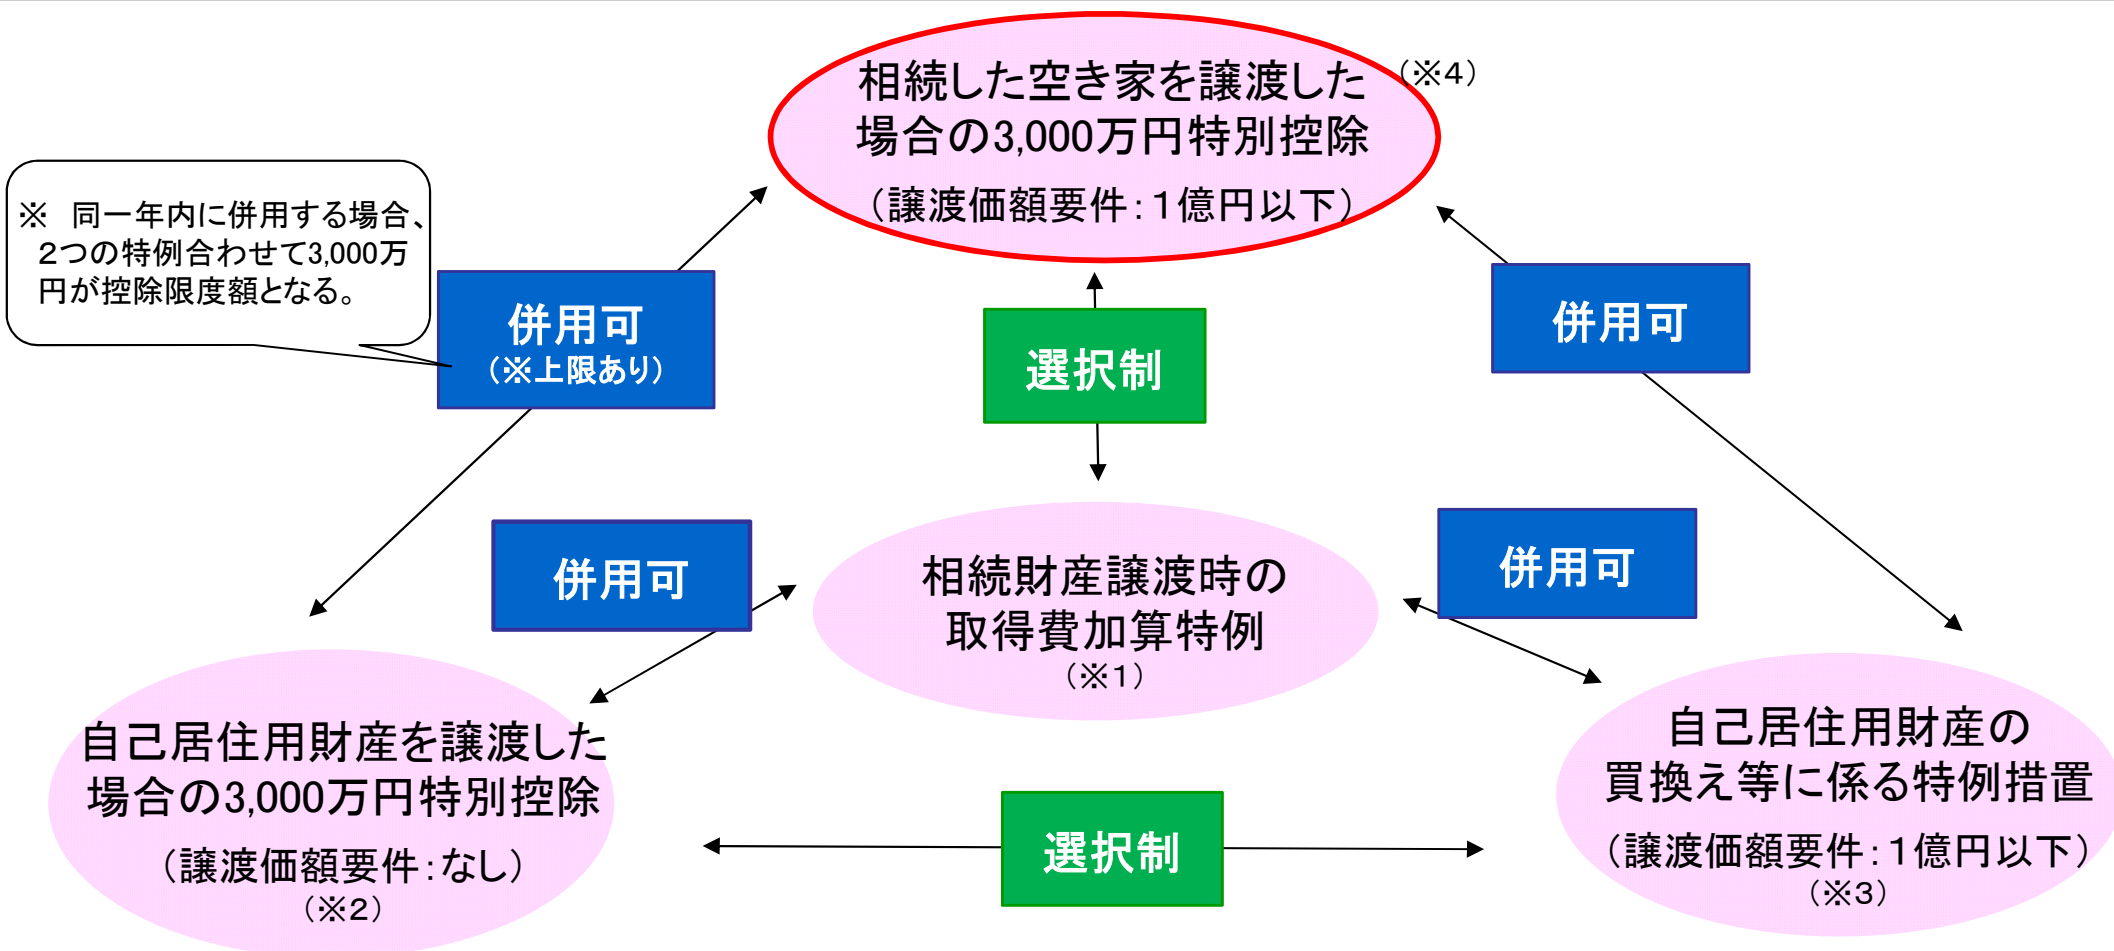 相続した空き家を譲渡した
場合の3,000万円特別控除
(譲渡価額要件:1億円以下)
(※4)
※ 同一年内に併用する場合、
2つの特例合わせて3,000万
円が控除限度額となる。
併用可
(※上限あり)
選択制
併用可
併用可
相続財産譲渡時の
取得費加算特例
(※1)
併用可
自己居住用財産を譲渡した
場合の3,000万円特別控除
(譲渡価額要件:なし)
(※2)
選択制
自己居住用財産の
買換え等に係る特例措置
(譲渡価額要件:1億円以下)
(※3)